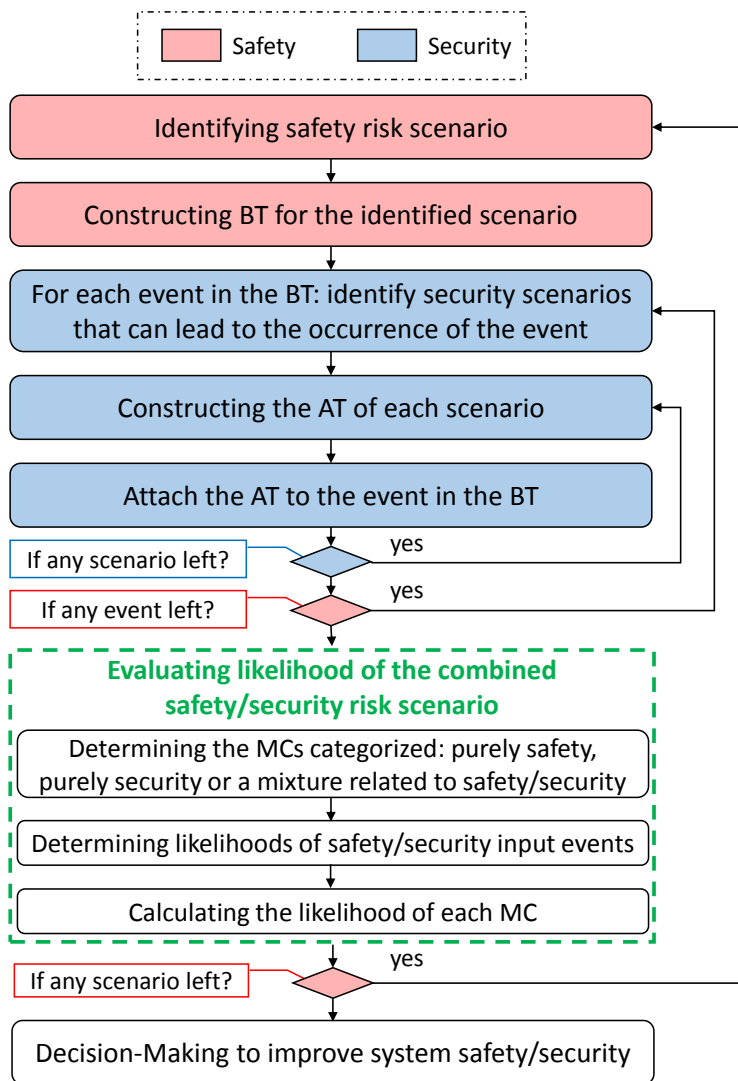 Safety
Security
Identifying safety risk scenario
Constructing BT for the identified scenario
For each event in the BT: identify security scenarios
that can lead to the occurrence of the event
Constructing the AT of each scenario
Attach the AT to the event in the BT
If any scenario left?
yes
If any event left?
yes
Evaluating likelihood of the combined
safety/security risk scenario
Determining the MCs categorized: purely safety,
purely security or a mixture related to safety/security
Determining likelihoods of safety/security input events
Calculating the likelihood of each MC
If any scenario left?
yes
Decision-Making to improve system safety/security